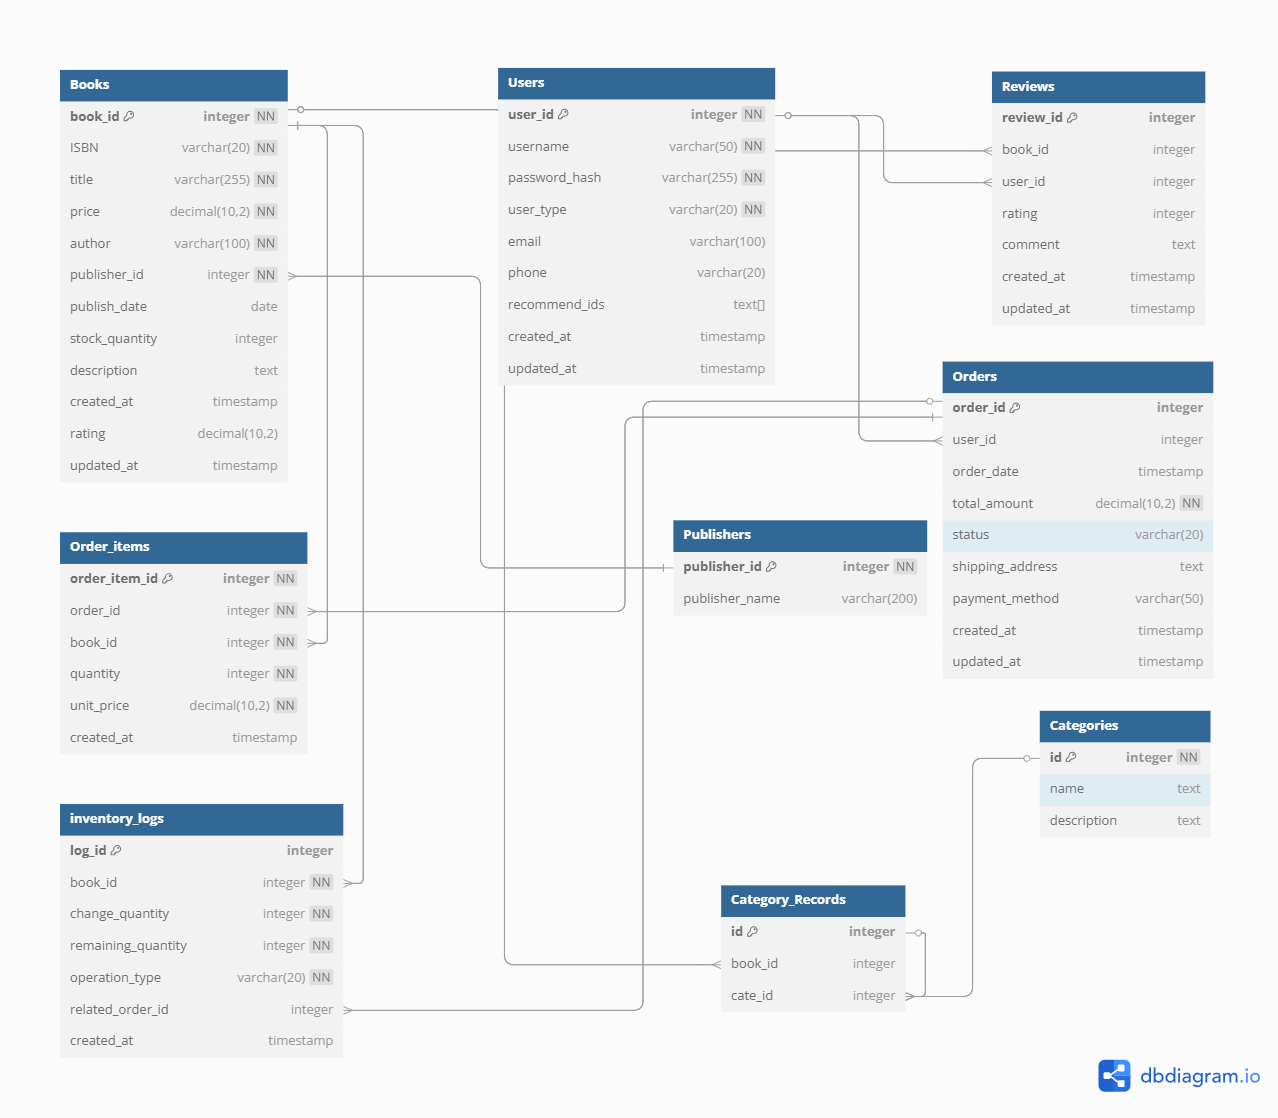 Books
book_id integer NN
ISBN varchar(20) NN
title varchar(255) NN
price decimal(10,2) NN
author varchar(100) NN
publisher_id integer NN
publish_date date
stock_quantity integer
description text
created_at timestamp
rating decimal(10,2)
updated_at timestamp
Users
user_id integer NN
username varchar(50) NN
password_hash varchar(255) NN
user_type varchar(20) NN
email varchar(100)
phone varchar(20)
recommend_ids text[]
created_at timestamp
updated_at timestamp
Reviews
review_id integer
book_id integer
user_id integer
rating integer
comment text
created_at timestamp
updated_at timestamp
Orders
order_id integer
user_id integer
order_date timestamp
total_amount decimal(10,2) NN
status varchar(20)
shipping_address text
payment_method varchar(50)
created_at timestamp
updated_at timestamp
Order_items
order_item_id integer NN
order_id integer NN
book_id integer NN
quantity integer NN
unit_price decimal(10,2) NN
created_at timestamp
Publishers
publisher_id integer NN
publisher_name varchar(200)
Categories
id integer NN
name text
description text
inventory_logs
log_id integer
book_id integer NN
change_quantity integer NN
remaining_quantity integer NN
operation_type varchar(20) NN
related_order_id integer
created_at timestamp
Category_Records
id integer
book_id integer
cate_id integer
dbdiagram.io